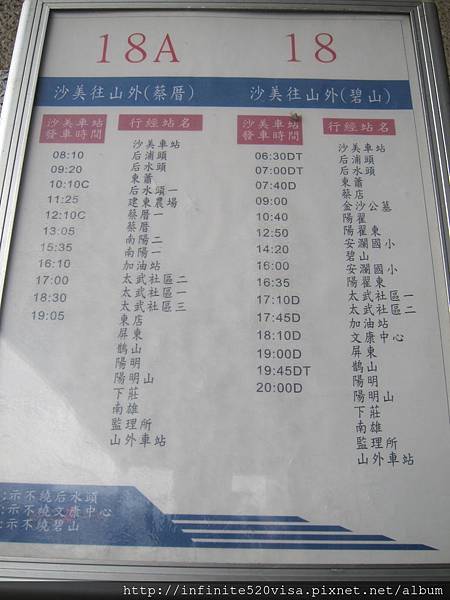 18A
沙美往山外(蔡厝)
沙美車站
發車時間
行經站名
08:10
09:20
10:10C
11:25
12:10C
13:05
15:35
16:10
17:00
18:30
19:05
沙美車站
后浦頭
后水頭
東蕭
后水頭一
建東農場
蔡厝一
蔡厝
南陽二
南陽一
加油站
太武社區二
太武社區一
太武社區三
東店
屏東
鵲山
陽明
陽明山
下莊
南雄
監理所
山外車站
18
沙美往山外(碧山)
沙美車站
發車時間
行經站名
06:30DT
07:00DT
07:40D
09:00
10:40
12:50
14:20
16:00
16:35
17:10D
17:45D
18:10D
19:00D
19:45DT
20:00D
沙美車站
后浦頭
后水頭
東蕭
蔡店
金沙公墓
陽翟
陽翟東
安瀾國小
碧山
安瀾國小
陽翟東
太武社區一
太武社區二
加油站
文康中心
屏東
鵲山
陽明
陽明山
下莊
南雄
監理所
山外車站
:示不繞后水頭
:示不繞文康中心
:示不繞碧山
http://infinite520visa.pixnet.net/album